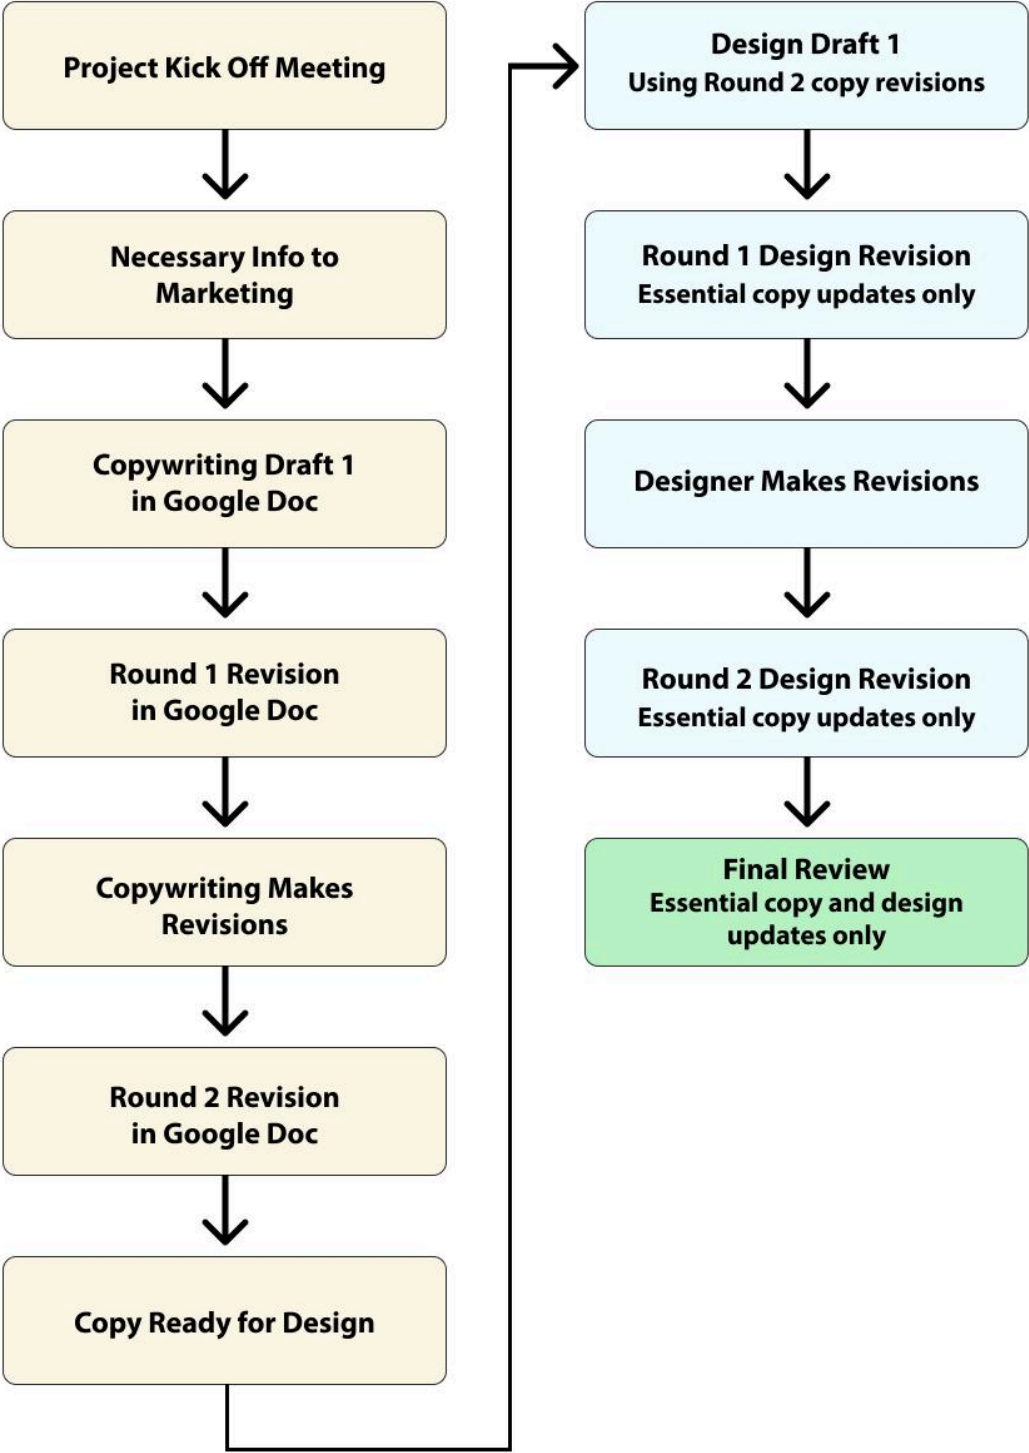 Project Kick Off Meeting
Necessary Info to
Marketing
Copywriting Draft 1
in Google Doc
Round 1 Revision
in Google Doc
Copywriting Makes
Revisions
Round 2 Revision
in Google Doc
Copy Ready for Design
Design Draft 1
Using Round 2 copy revisions
Round 1 Design Revision
Essential copy updates only
Designer Makes Revisions
Round 2 Design Revision
Essential copy updates only
Final Review
Essential copy and design
updates only